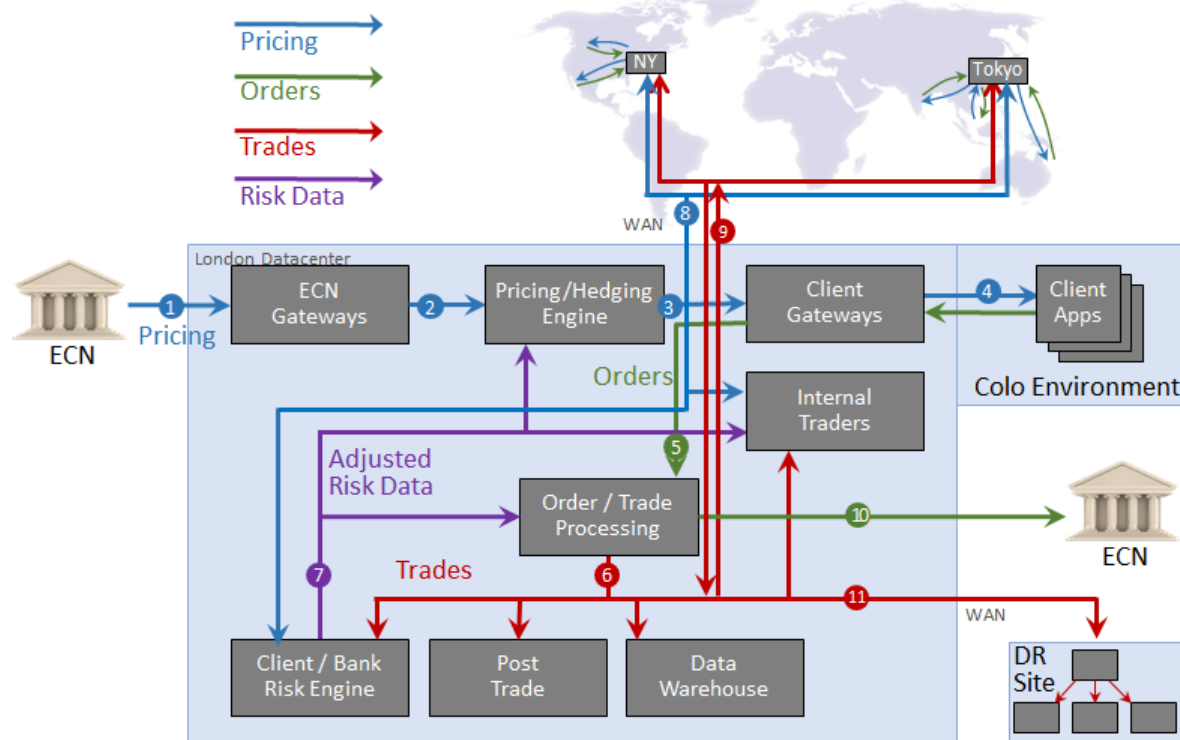 Pricing
Orders
Trades
Risk Data
NY
Tokyo
WAN
8
9
London Datacenter
ECN
1
Pricing
ECN
Gateways
2
Pricing/Hedging
Engine
3
Client
Gateways
4
Client
Apps
Colo Environment
Orders
Internal
Traders
5
Adjusted
Risk Data
Order / Trade
Processing
10
ECN
7
Trades
6
11
WAN
Client / Bank
Risk Engine
Post
Trade
Data
Warehouse
DR
Site